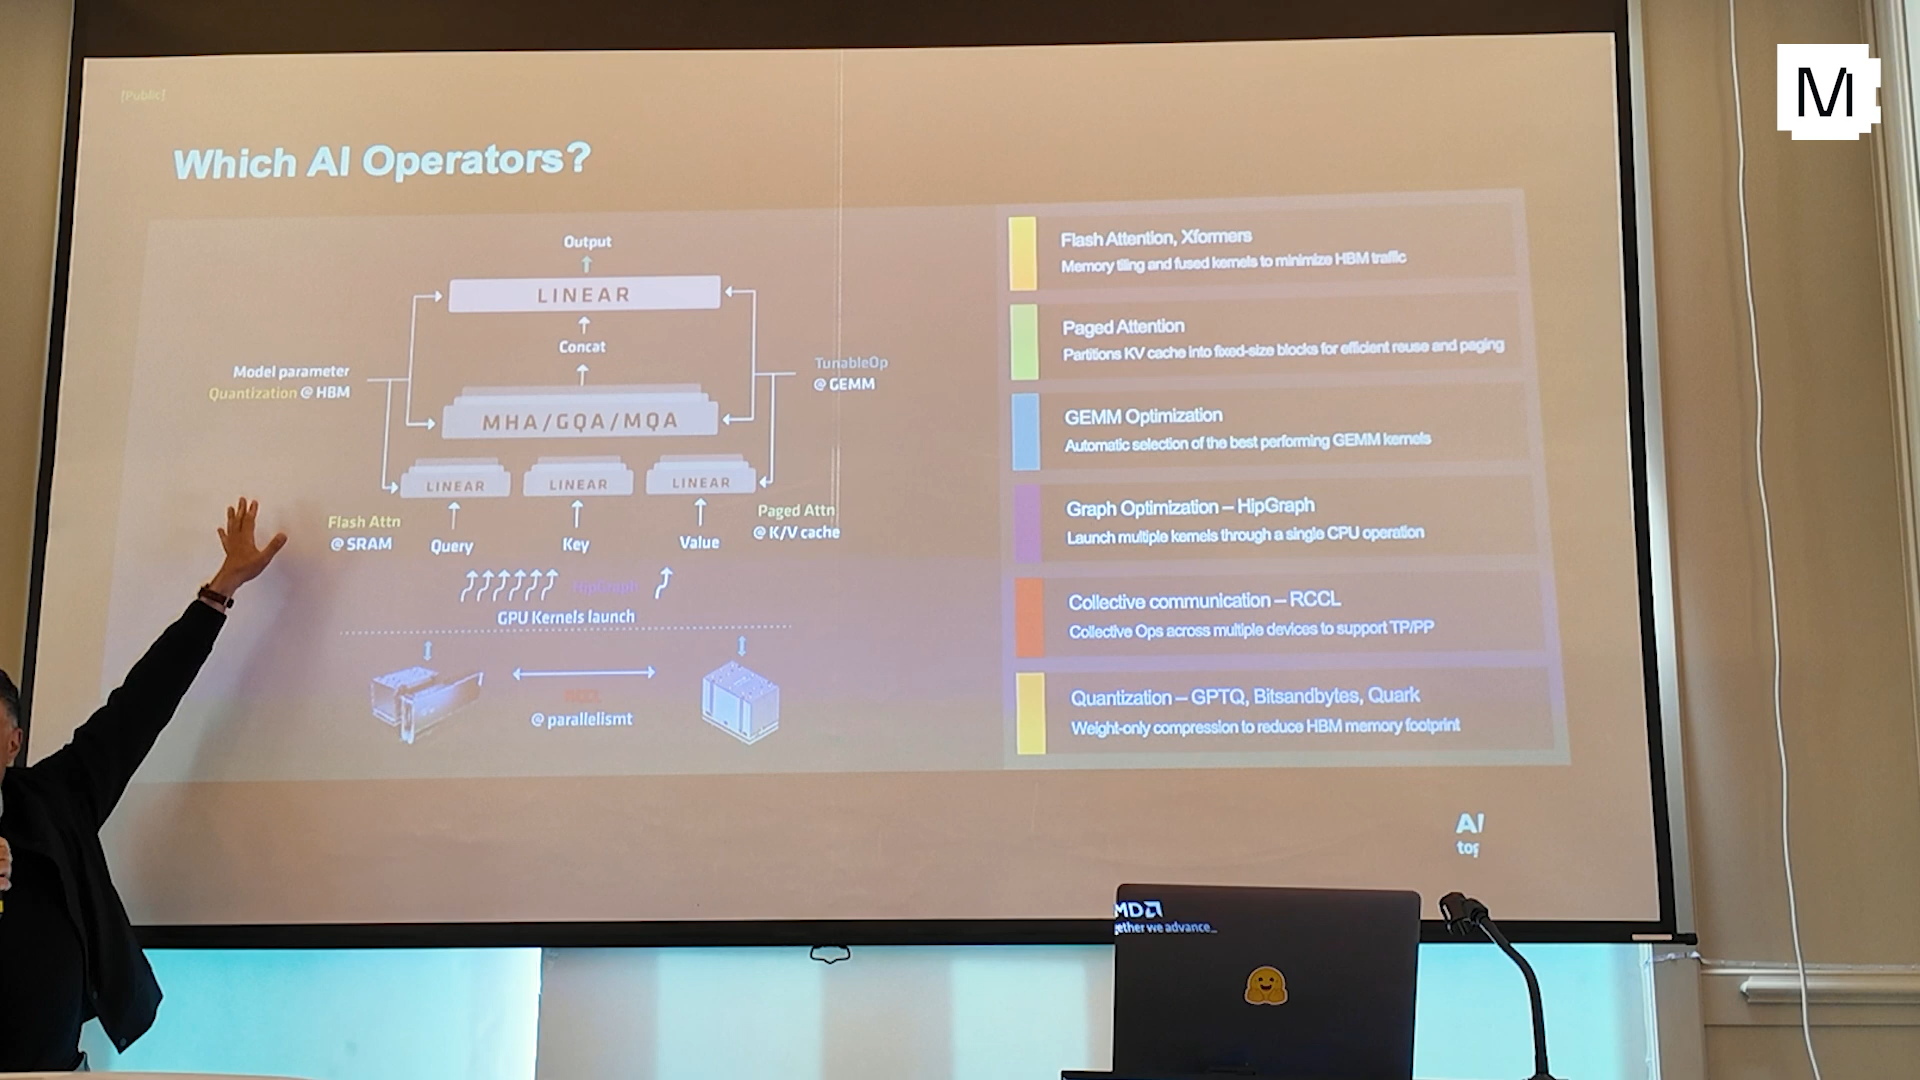 [Public]
Which AI Operators?
Output
LINEAR
Concat
Model parameter
Quantization @ HBM
TunableOp
@ GEMM
MHA/GQA/MQA
LINEAR
LINEAR
LINEAR
Flash Attn
@ SRAM
Query
Key
Value
Paged Attn
@ K/V cache
HipGraph
GPU Kernels launch
RCCL
@ parallelismt
Flash Attention, Xformers
Memory tiling and fused kernels to minimize HBM traffic
Paged Attention
Partitions KV cache into fixed-size blocks for efficient reuse and paging
GEMM Optimization
Automatic selection of the best performing GEMM kernels
Graph Optimization – HipGraph
Launch multiple kernels through a single CPU operation
Collective communication – RCCL
Collective Ops across multiple devices to support TP/PP
Quantization – GPTQ, Bitsandbytes, Quark
Weight-only compression to reduce HBM memory footprint
MD
ether we advance_
M